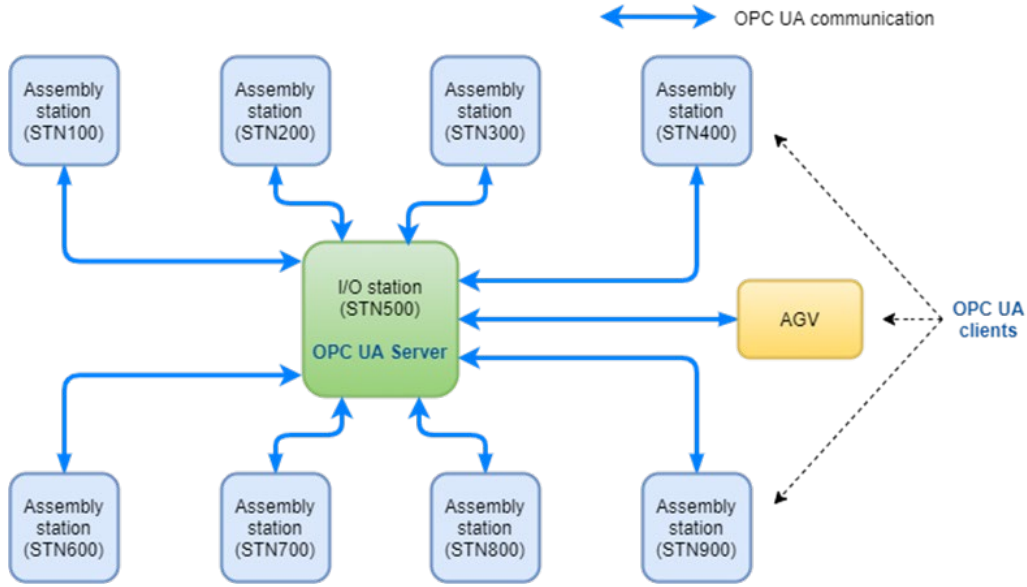 OPC UA communication
Assembly
station
(STN100)
Assembly
station
(STN200)
Assembly
station
(STN300)
Assembly
station
(STN400)
I/O station
(STN500)
OPC UA Server
AGV
OPC UA
clients
Assembly
station
(STN600)
Assembly
station
(STN700)
Assembly
station
(STN800)
Assembly
station
(STN900)